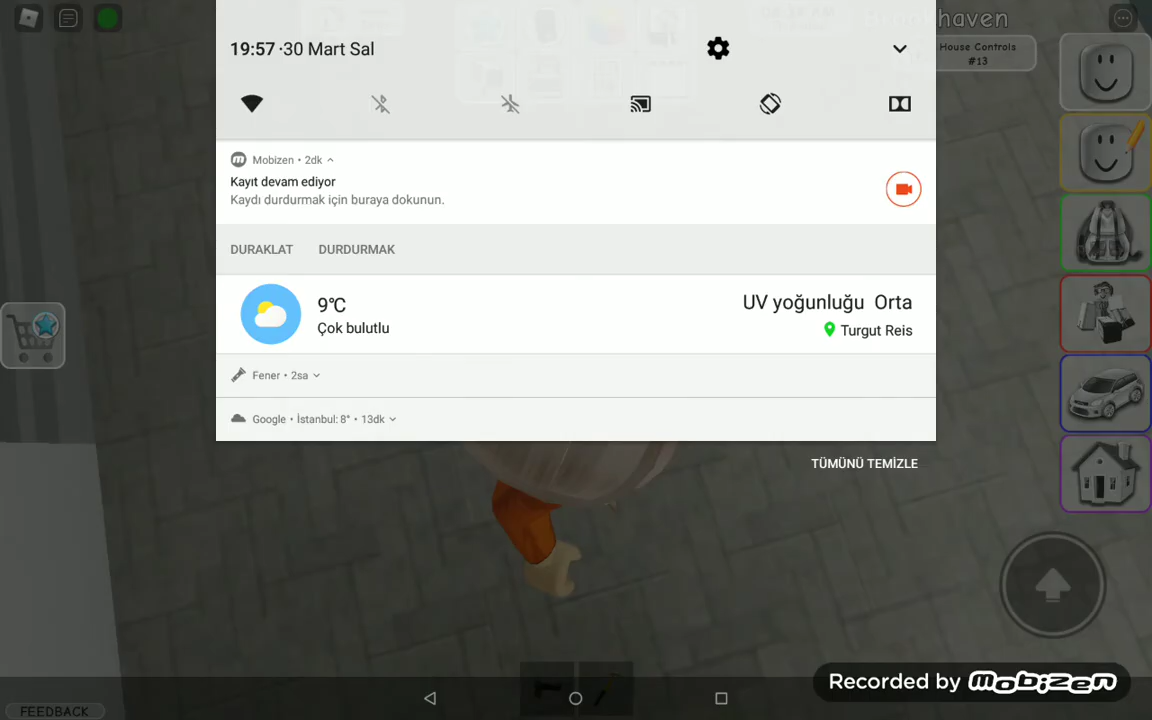 haven
House Controls
#13
19:57 · 30 Mart Sal
Mobizen • 2dk
Kayıt devam ediyor
Kaydı durdurmak için buraya dokunun.
DURAKLAT DURDURMAK
9°C
Çok bulutlu
UV yoğunluğu Orta
Turgut Reis
Fener • 2sa
Google • İstanbul: 8° • 13dk
TÜMÜNÜ TEMİZLE
Recorded by mobizen
FEEDBACK